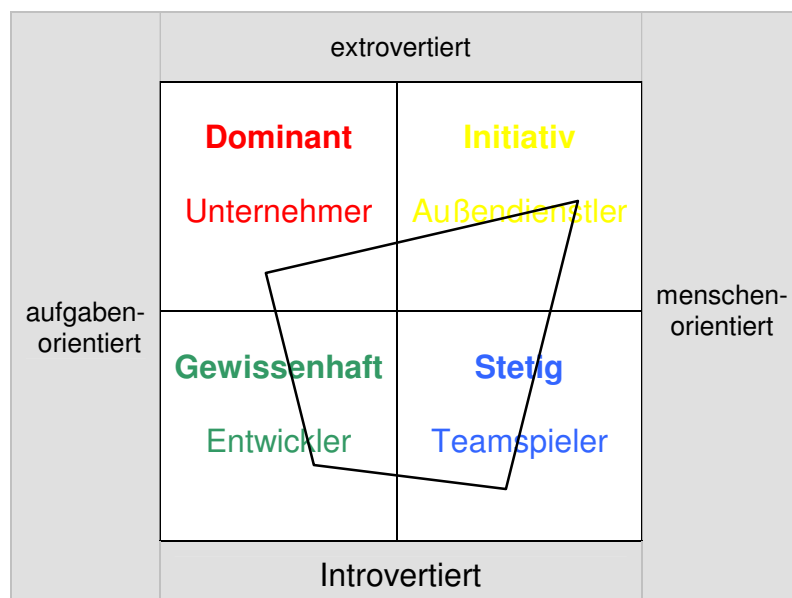 extrovertiert
Dominant
Initiativ
Unternehmer
Außendienstler
aufgaben-
orientiert
menschen-
orientiert
Gewissenhaft
Stetig
Entwickler
Teamspieler
Introvertiert